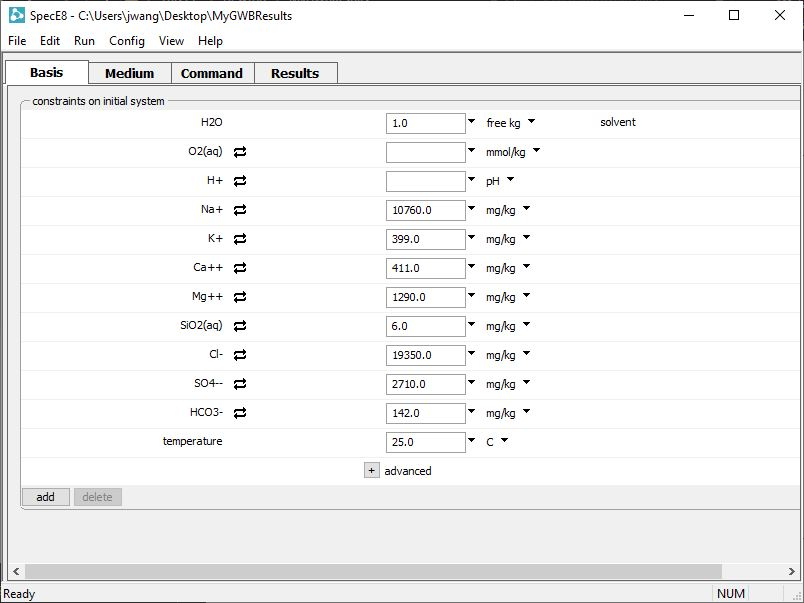 SpecE8 - C:\Users\jwang\Desktop\MyGWBResults
File Edit Run Config View Help
Basis Medium Command Results
constraints on initial system
H2O 1.0 free kg solvent
O2(aq) mmol/kg
H+ pH
Na+ 10760.0 mg/kg
K+ 399.0 mg/kg
Ca++ 411.0 mg/kg
Mg++ 1290.0 mg/kg
SiO2(aq) 6.0 mg/kg
Cl- 19350.0 mg/kg
SO4-- 2710.0 mg/kg
HCO3- 142.0 mg/kg
temperature 25.0 C
+ advanced
add delete
Ready NUM